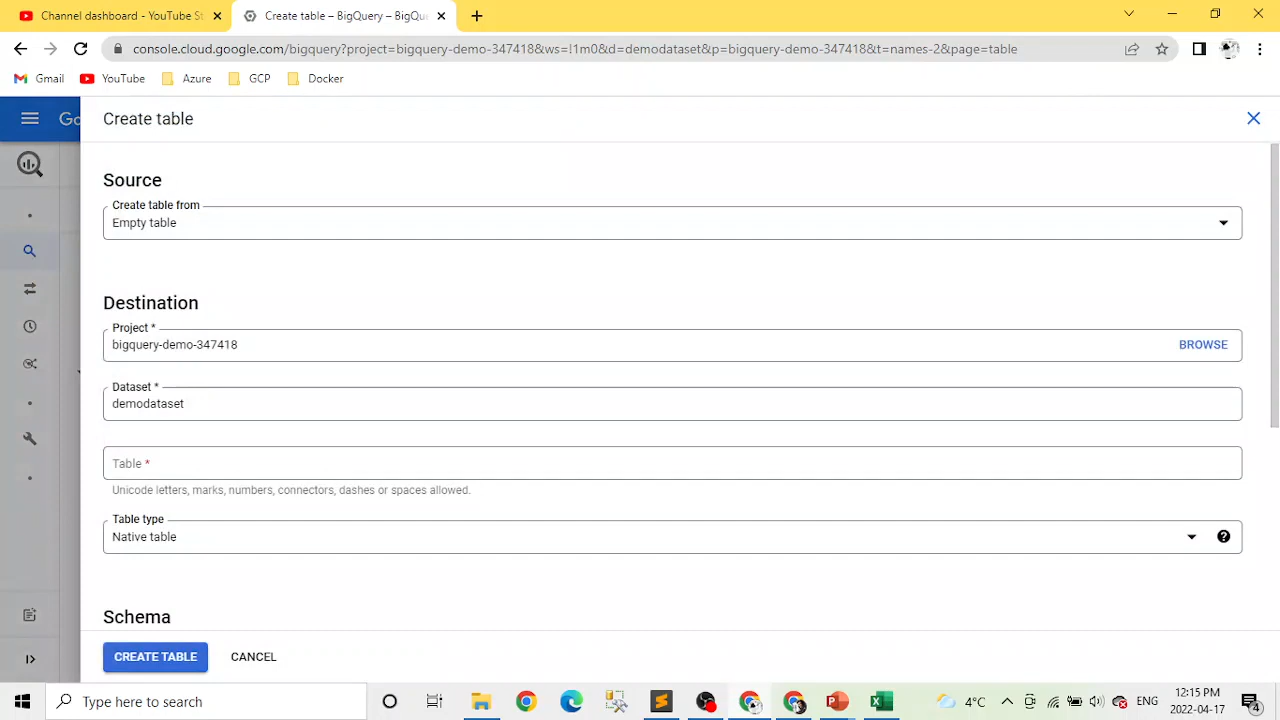 Channel dashboard - YouTube St
Create table – BigQuery – BigQu
console.cloud.google.com/bigquery?project=bigquery-demo-347418&ws=!1m0&d=demodataset&p=bigquery-demo-347418&t=names-2&page=table
Gmail
YouTube
Azure
GCP
Docker
Create table
Source
Create table from
Empty table
Destination
Project *
bigquery-demo-347418
BROWSE
Dataset *
demodataset
Table *
Unicode letters, marks, numbers, connectors, dashes or spaces allowed.
Table type
Native table
Schema
CREATE TABLE
CANCEL
Type here to search
4°C
ENG
12:15 PM
2022-04-17
4